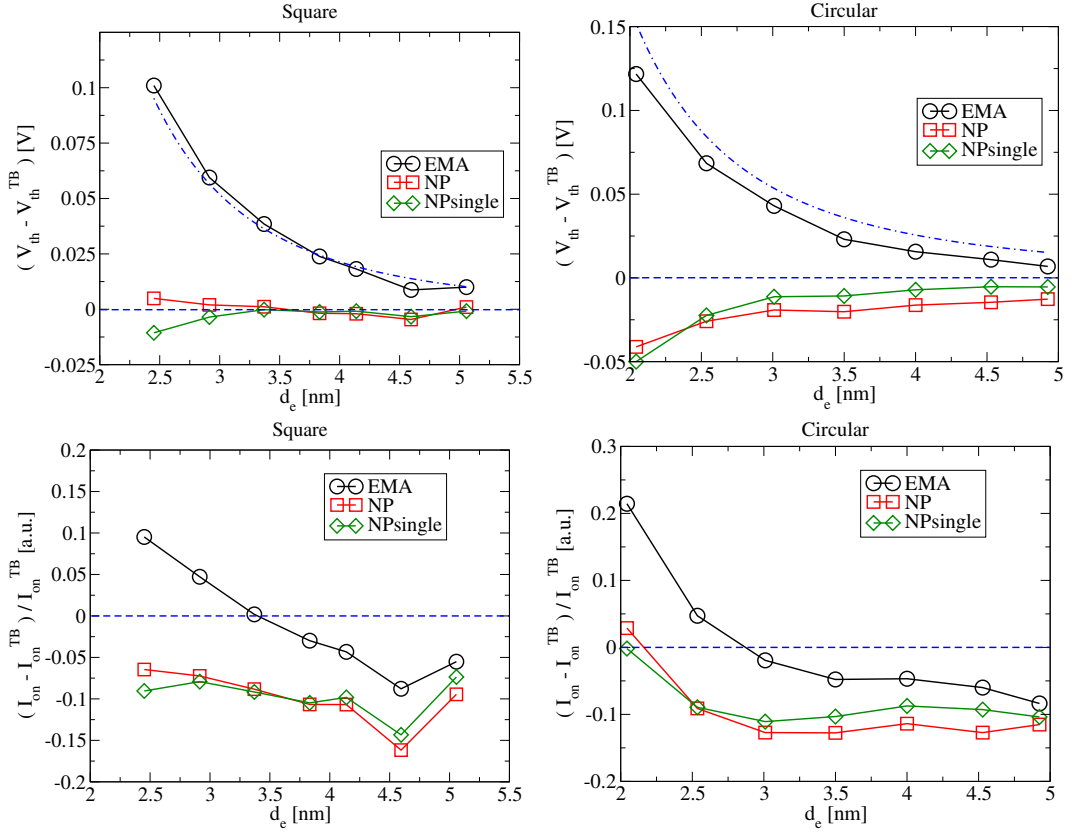 Square
0.1
0.075
0.05
0.025
0
-0.025
( V_th - V_th^TB ) [V]
EMA
NP
NPsingle
2 2.5 3 3.5 4 4.5 5 5.5
d_e [nm]
Circular
0.15
0.1
0.05
0
-0.05
( V_th - V_th^TB ) [V]
EMA
NP
NPsingle
2 2.5 3 3.5 4 4.5 5
d_e [nm]
Square
0.2
0.15
0.1
0.05
0
-0.05
-0.1
-0.15
-0.2
( I_on - I_on^TB ) / I_on^TB [a.u.]
EMA
NP
NPsingle
2 2.5 3 3.5 4 4.5 5 5.5
d_e [nm]
Circular
0.3
0.2
0.1
0
-0.1
-0.2
( I_on - I_on^TB ) / I_on^TB [a.u.]
EMA
NP
NPsingle
2 2.5 3 3.5 4 4.5 5
d_e [nm]